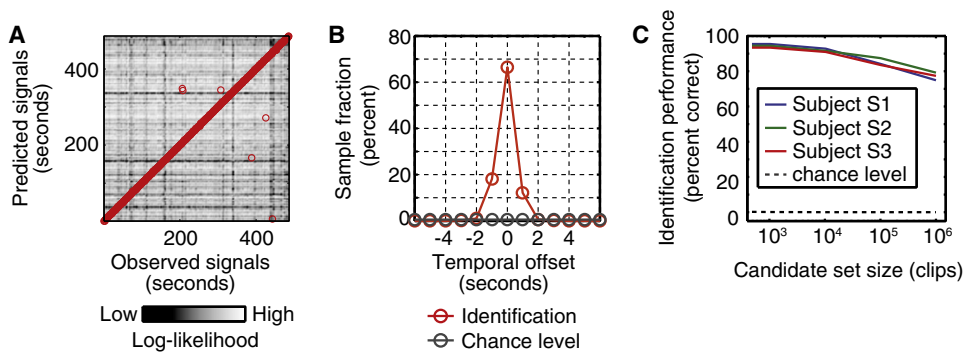 A
Predicted signals
(seconds)
400
200
200 400
Observed signals
(seconds)
Low High
Log-likelihood
B
Sample fraction
(percent)
80
60
40
20
0
-4 -2 0 2 4
Temporal offset
(seconds)
Identification
Chance level
C
Identification performance
(percent correct)
100
80
60
40
20
0
Subject S1
Subject S2
Subject S3
chance level
10³ 10⁴ 10⁵ 10⁶
Candidate set size (clips)